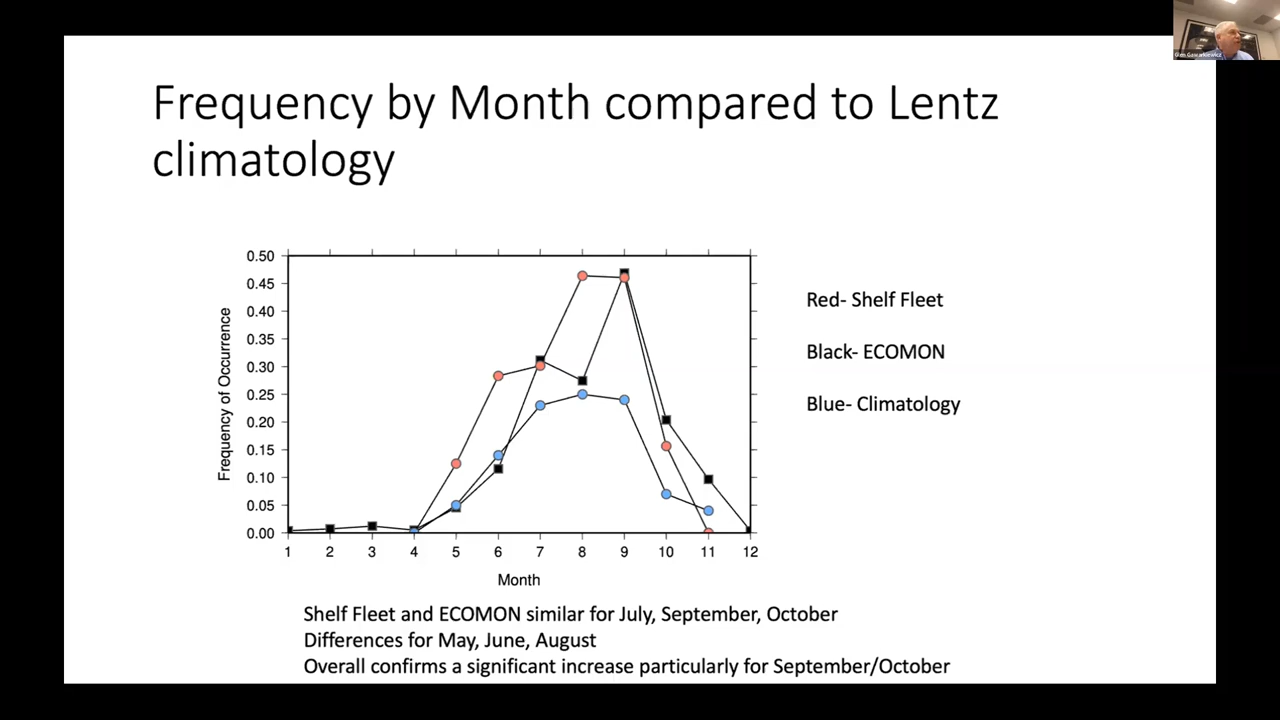 Frequency by Month compared to Lentz
climatology
Glen Gawarkiewicz
0.50
0.45
0.40
0.35
0.30
0.25
0.20
0.15
0.10
0.05
0.00
Frequency of Occurrence
1 2 3 4 5 6 7 8 9 10 11 12
Month
Red- Shelf Fleet
Black- ECOMON
Blue- Climatology
Shelf Fleet and ECOMON similar for July, September, October
Differences for May, June, August
Overall confirms a significant increase particularly for September/October